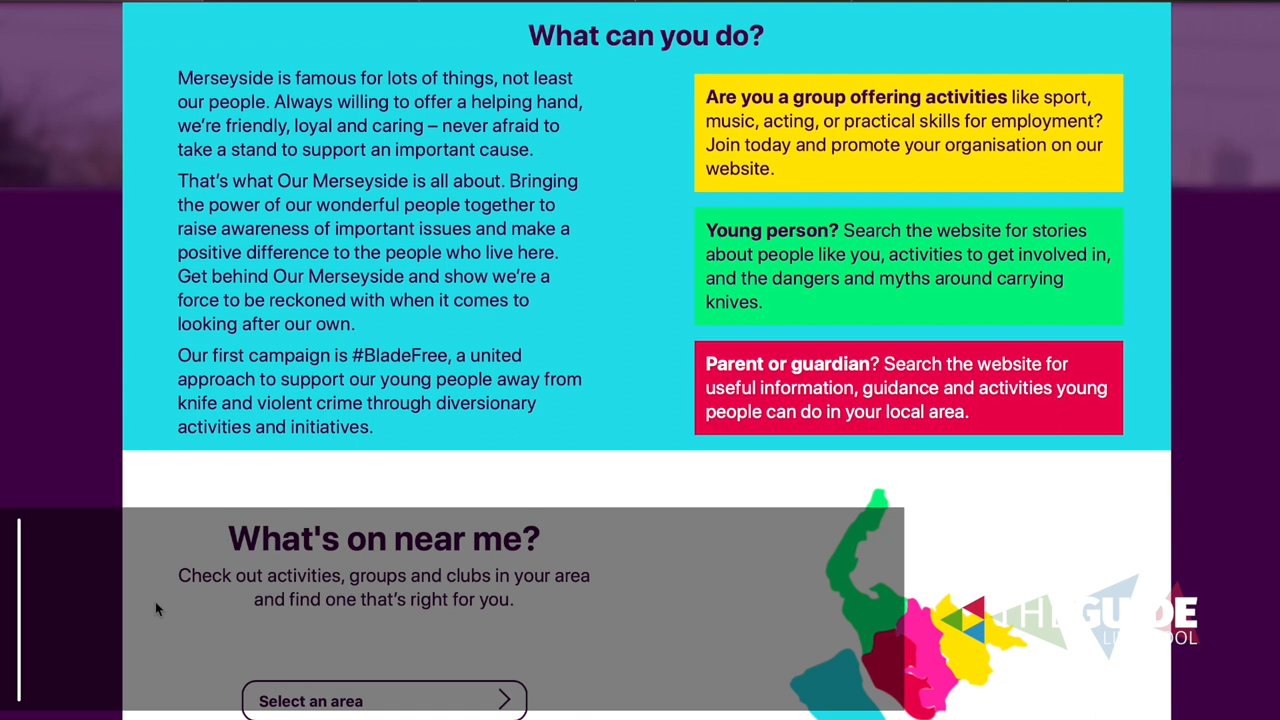 What can you do?
Merseyside is famous for lots of things, not least
our people. Always willing to offer a helping hand,
we’re friendly, loyal and caring – never afraid to
take a stand to support an important cause.
That’s what Our Merseyside is all about. Bringing
the power of our wonderful people together to
raise awareness of important issues and make a
positive difference to the people who live here.
Get behind Our Merseyside and show we’re a
force to be reckoned with when it comes to
looking after our own.
Our first campaign is #BladeFree, a united
approach to support our young people away from
knife and violent crime through diversionary
activities and initiatives.
Are you a group offering activities like sport,
music, acting, or practical skills for employment?
Join today and promote your organisation on our
website.
Young person? Search the website for stories
about people like you, activities to get involved in,
and the dangers and myths around carrying
knives.
Parent or guardian? Search the website for
useful information, guidance and activities young
people can do in your local area.
What's on near me?
Check out activities, groups and clubs in your area
and find one that’s right for you.
Select an area
THE GUIDE
LIVERPOOL